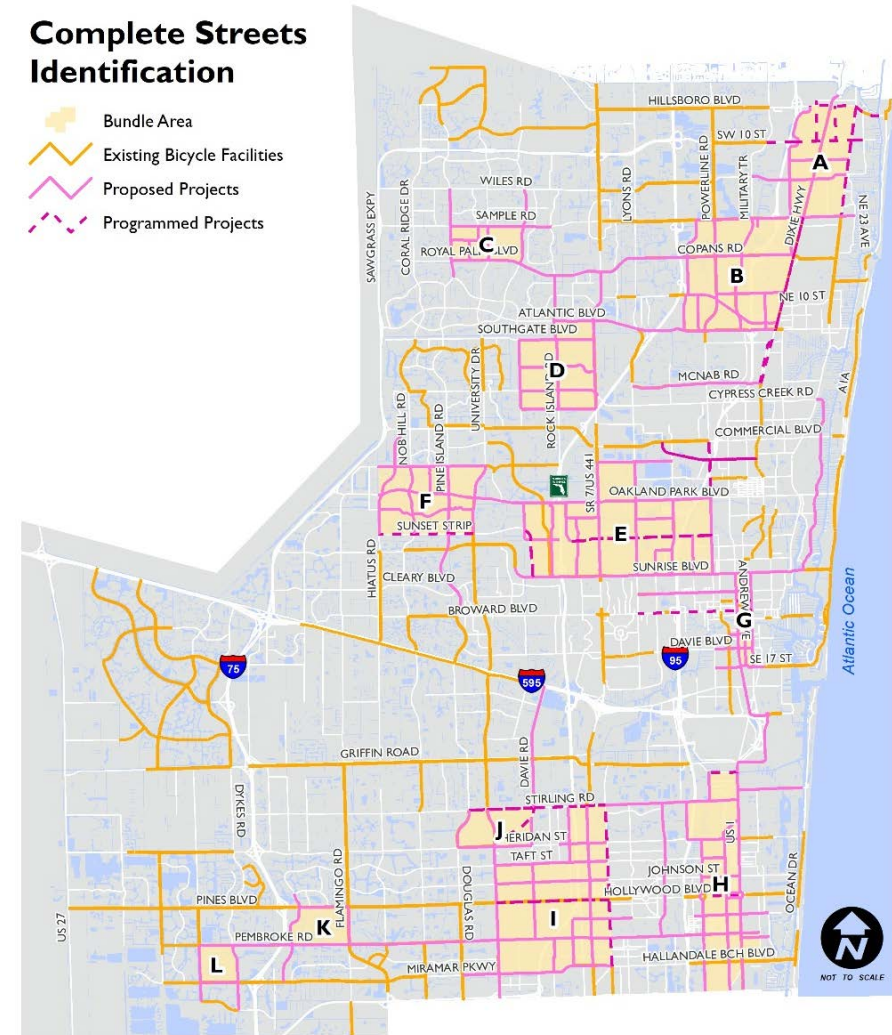 Complete Streets
Identification
Bundle Area
Existing Bicycle Facilities
Proposed Projects
Programmed Projects
HILLSBORO BLVD
SW 10 ST
A
WILES RD
SAMPLE RD
ROYAL PALM BLVD
C
SAWGRASS EXPY
CORAL RIDGE DR
LYONS RD
POWERLINE RD
MILITARY TR
DIXIE HWY
NE 23 AVE
COPANS RD
B
NE 10 ST
ATLANTIC BLVD
SOUTHGATE BLVD
D
UNIVERSITY DR
ROCK ISLAND RD
MCNAB RD
CYPRESS CREEK RD
A1A
COMMERCIAL BLVD
NOB HILL RD
PINE ISLAND RD
SR 7/US 441
OAKLAND PARK BLVD
F
SUNSET STRIP
E
HIATUS RD
CLEARY BLVD
SUNRISE BLVD
BROWARD BLVD
G
DAVIE BLVD
SE 17 ST
Atlantic Ocean
75
595
95
GRIFFIN ROAD
DAVIE RD
DYKES RD
STIRLING RD
J
SHERIDAN ST
TAFT ST
US1
JOHNSON ST
HOLLYWOOD BLVD
H
OCEAN DR
FLAMINGO RD
DOUGLAS RD
PINES BLVD
US 27
K
PEMBROKE RD
I
L
MIRAMAR PKWY
HALLANDALE BCH BLVD
N
NOT TO SCALE